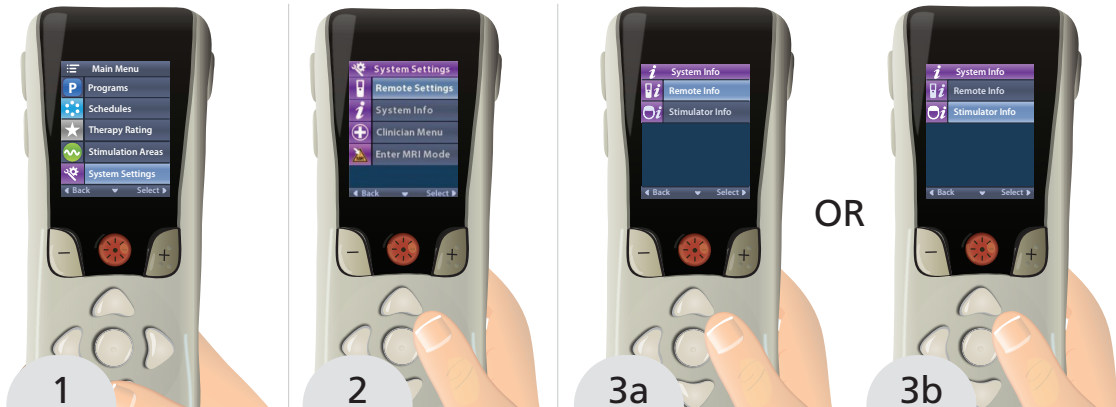 Main Menu
P Programs
Schedules
Therapy Rating
Stimulation Areas
System Settings
Back Select
- +
1
System Settings
Remote Settings
i System Info
Clinician Menu
Enter MRI Mode
Back Select
- +
2
i System Info
i Remote Info
i Stimulator Info
Back Select
- +
3a
OR
i System Info
i Remote Info
i Stimulator Info
Back Select
- +
3b